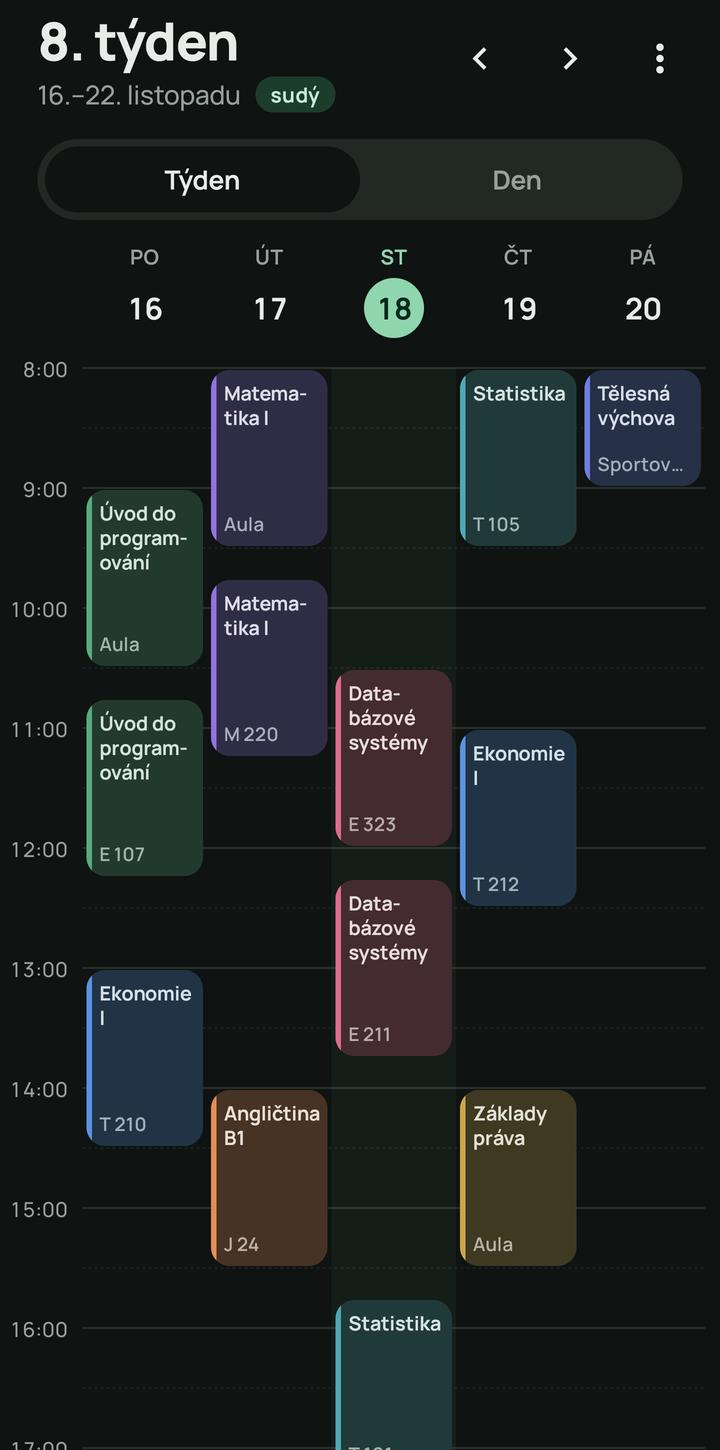 8. týden
16.–22. listopadu sudý
Týden Den
PO ÚT ST ČT PÁ
16 17 18 19 20
8:00
Matema-
tika I
Aula
Statistika
T 105
Tělesná
výchova
Sportov…
9:00
Úvod do
program-
ování
Aula
10:00
Matema-
tika I
M 220
Data-
bázové
systémy
E 323
11:00
Úvod do
program-
ování
E 107
Ekonomie
I
T 212
12:00
Data-
bázové
systémy
E 211
13:00
Ekonomie
I
T 210
14:00
Angličtina
B1
J 24
Základy
práva
Aula
15:00
16:00
Statistika
17:00